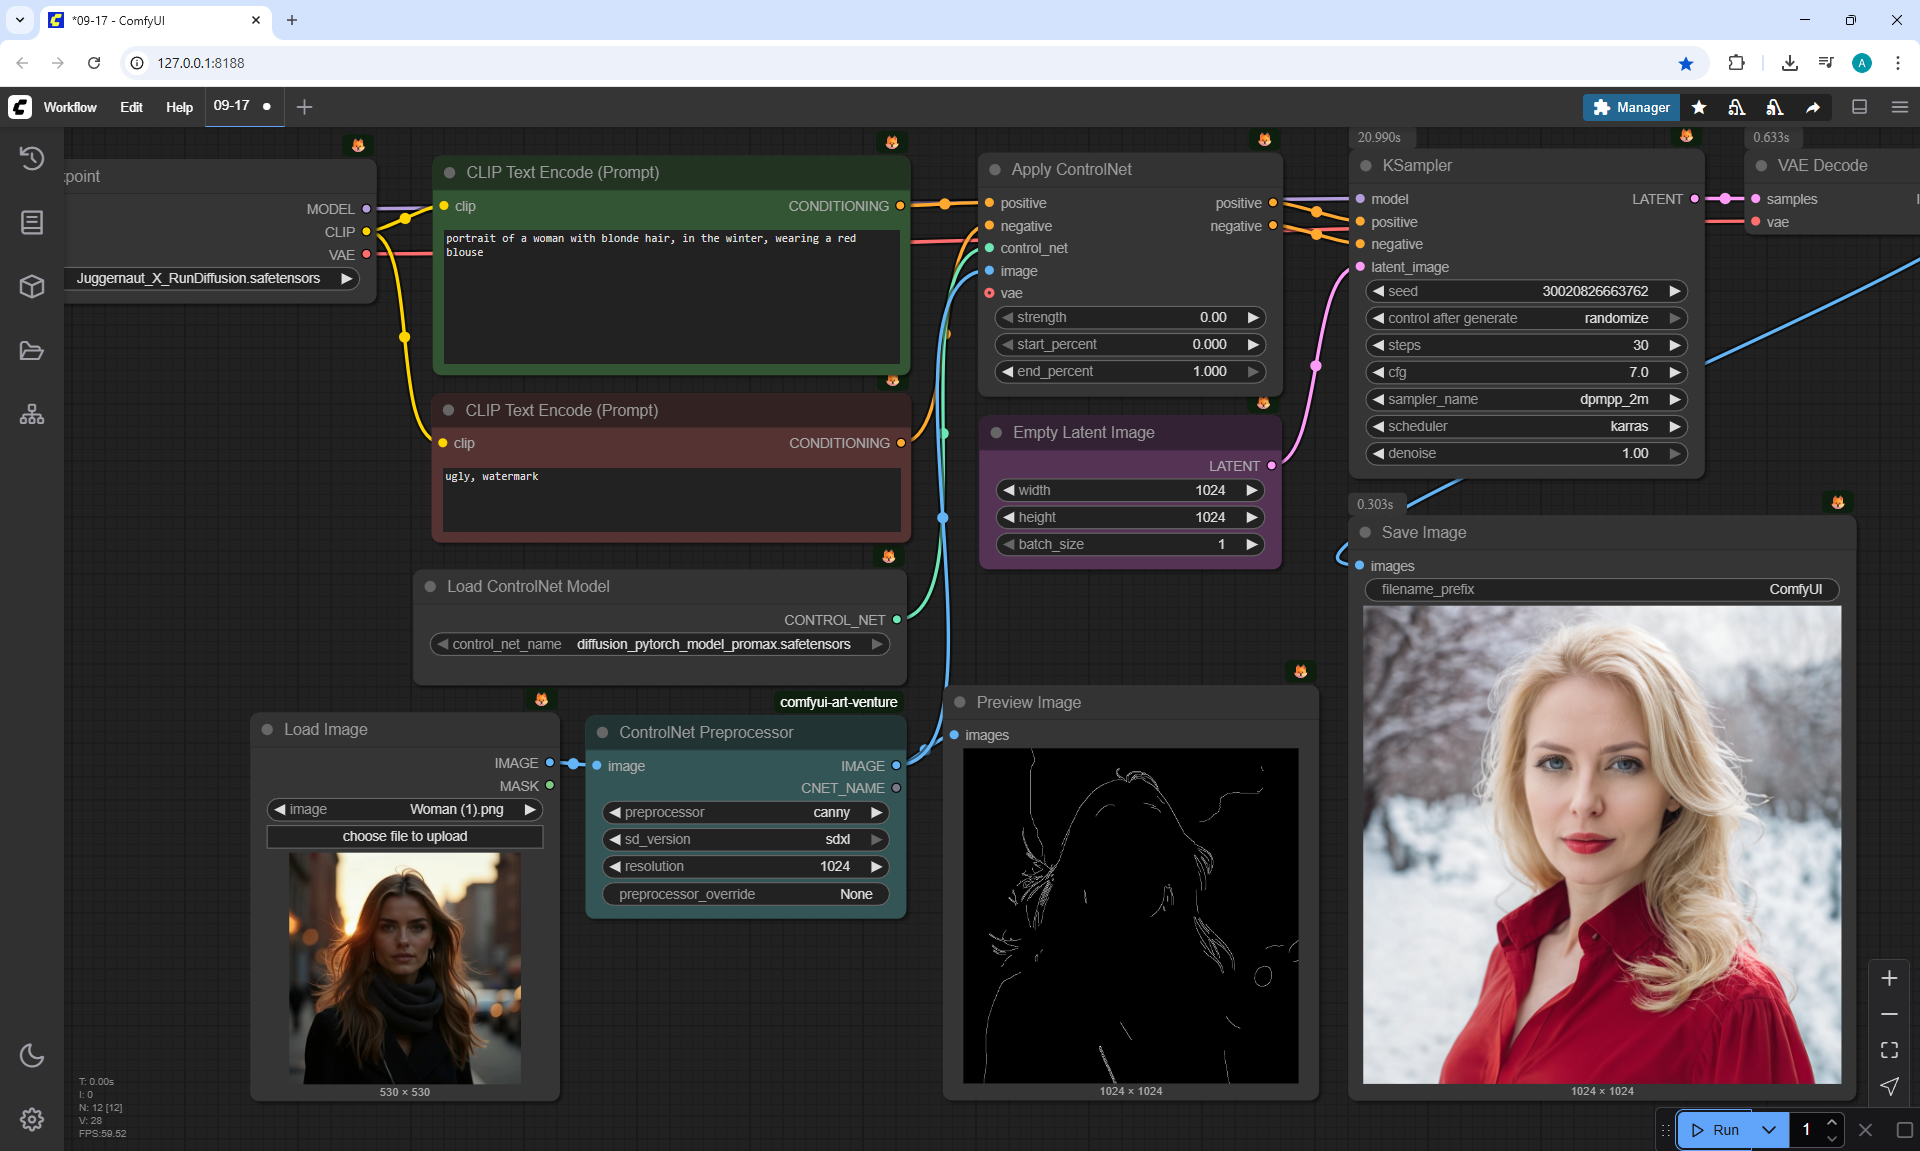 *09-17 - ComfyUI
127.0.0.1:8188
A
Workflow
Edit
Help
09-17
Manager
point
MODEL
CLIP
VAE
Juggernaut_X_RunDiffusion.safetensors
CLIP Text Encode (Prompt)
clip
CONDITIONING
portrait of a woman with blonde hair, in the winter, wearing a red
blouse
CLIP Text Encode (Prompt)
clip
CONDITIONING
ugly, watermark
Load ControlNet Model
CONTROL_NET
control_net_name diffusion_pytorch_model_promax.safetensors
Load Image
IMAGE
MASK
image Woman (1).png
choose file to upload
530 × 530
comfyui-art-venture
ControlNet Preprocessor
image IMAGE
CNET_NAME
preprocessor canny
sd_version sdxl
resolution 1024
preprocessor_override None
Apply ControlNet
positive positive
negative negative
control_net
image
vae
strength 0.00
start_percent 0.000
end_percent 1.000
Empty Latent Image
LATENT
width 1024
height 1024
batch_size 1
Preview Image
images
1024 × 1024
20.990s
KSampler
model LATENT
positive
negative
latent_image
seed 30020826663762
control after generate randomize
steps 30
cfg 7.0
sampler_name dpmpp_2m
scheduler karras
denoise 1.00
0.633s
VAE Decode
samples
vae
0.303s
Save Image
images
filename_prefix ComfyUI
1024 × 1024
T: 0.00s
I: 0
N: 12 [12]
V: 28
FPS:59.52
Run
1